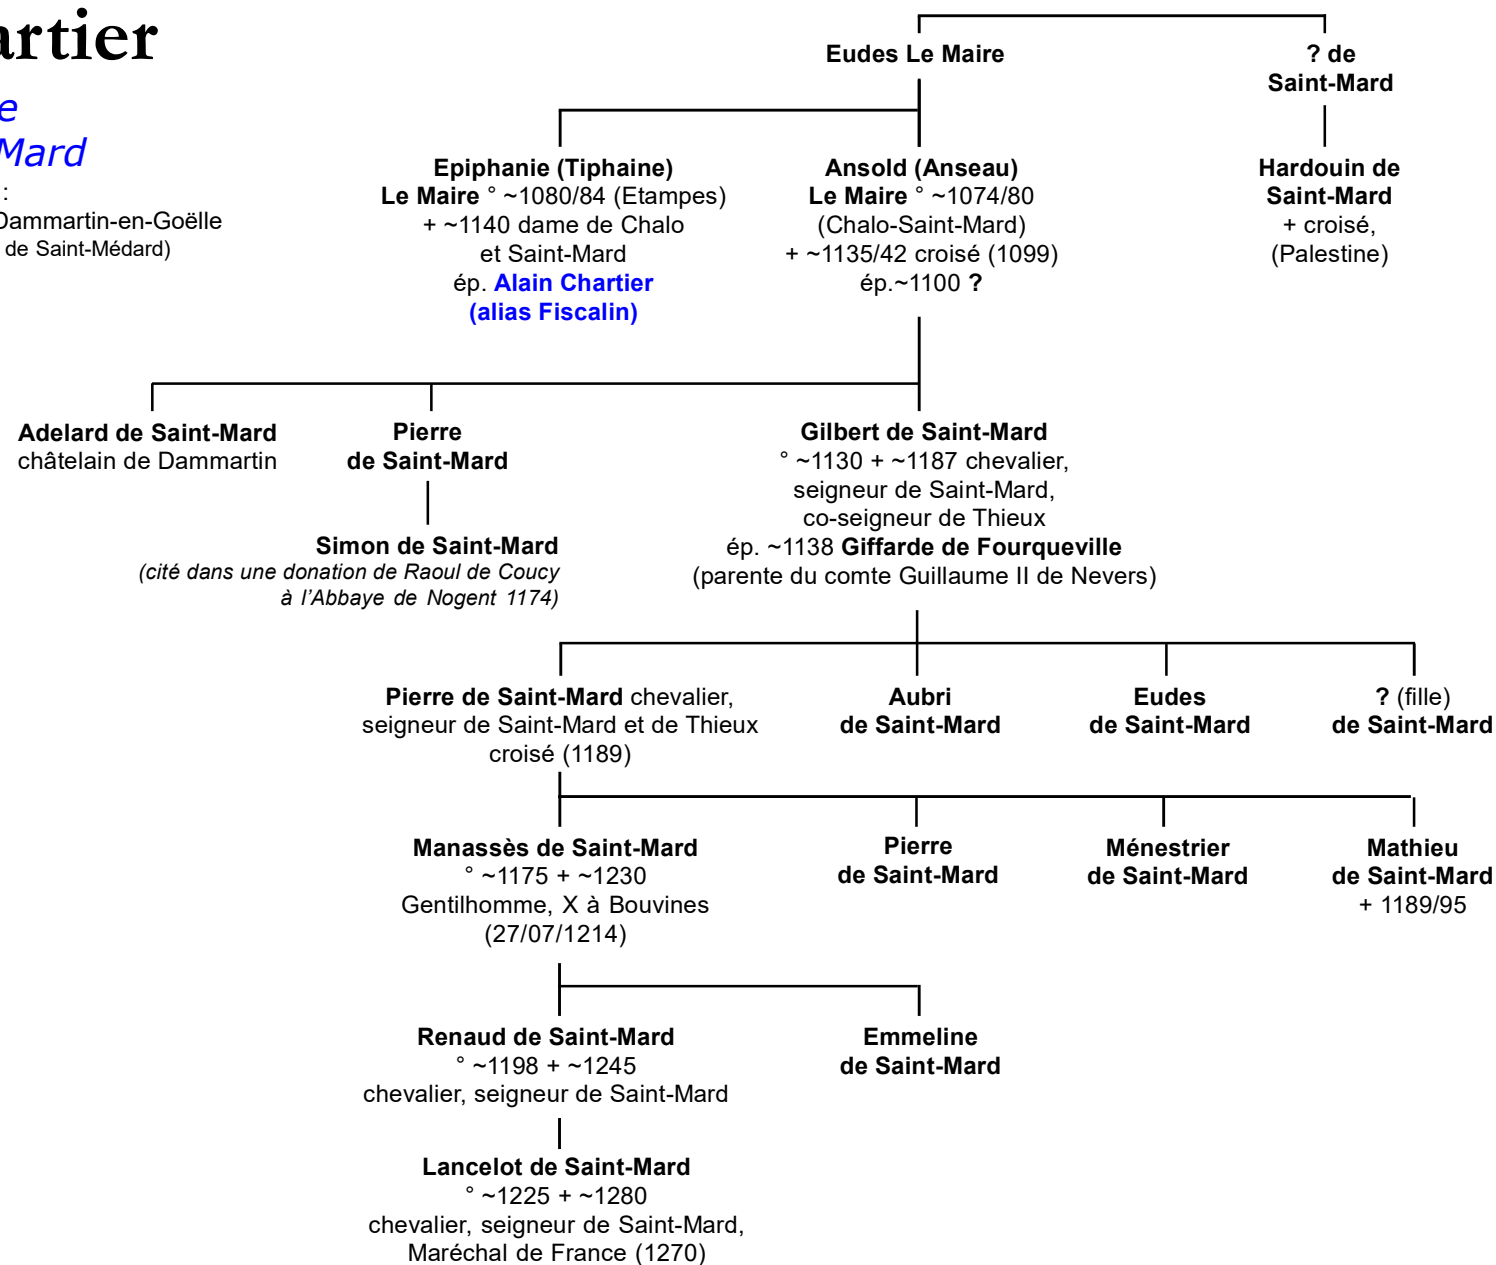 artier
e
Mard
:
Dammartin-en-Goëlle
de Saint-Médard)
Eudes Le Maire
? de
Saint-Mard
Epiphanie (Tiphaine)
Le Maire ° ~1080/84 (Etampes)
+ ~1140 dame de Chalo
et Saint-Mard
ép. Alain Chartier
(alias Fiscalin)
Ansold (Anseau)
Le Maire ° ~1074/80
(Chalo-Saint-Mard)
+ ~1135/42 croisé (1099)
ép.~1100 ?
Hardouin de
Saint-Mard
+ croisé,
(Palestine)
Adelard de Saint-Mard
châtelain de Dammartin
Pierre
de Saint-Mard
Gilbert de Saint-Mard
° ~1130 + ~1187 chevalier,
seigneur de Saint-Mard,
co-seigneur de Thieux
ép. ~1138 Giffarde de Fourqueville
(parente du comte Guillaume II de Nevers)
Simon de Saint-Mard
(cité dans une donation de Raoul de Coucy
à l'Abbaye de Nogent 1174)
Pierre de Saint-Mard chevalier,
seigneur de Saint-Mard et de Thieux
croisé (1189)
Aubri
de Saint-Mard
Eudes
de Saint-Mard
? (fille)
de Saint-Mard
Manassès de Saint-Mard
° ~1175 + ~1230
Gentilhomme, X à Bouvines
(27/07/1214)
Pierre
de Saint-Mard
Ménestrier
de Saint-Mard
Mathieu
de Saint-Mard
+ 1189/95
Renaud de Saint-Mard
° ~1198 + ~1245
chevalier, seigneur de Saint-Mard
Emmeline
de Saint-Mard
Lancelot de Saint-Mard
° ~1225 + ~1280
chevalier, seigneur de Saint-Mard,
Maréchal de France (1270)